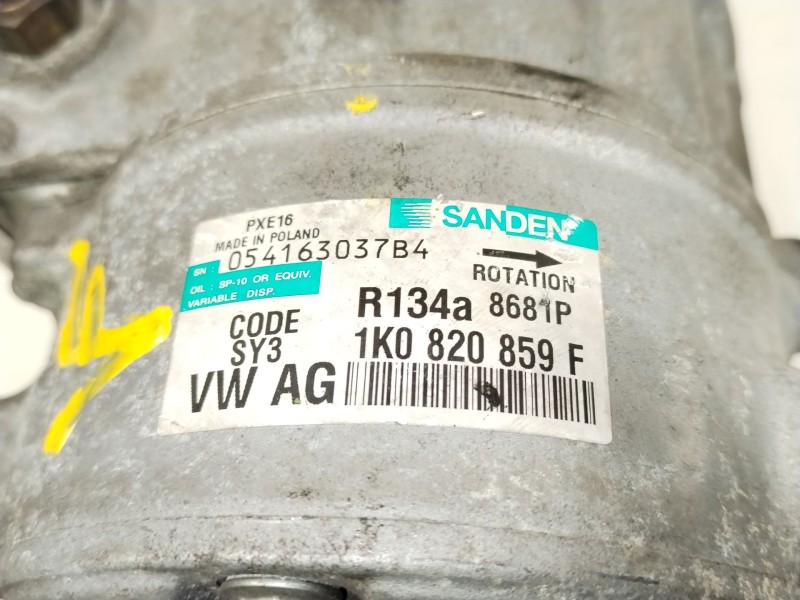 PXE16
SANDEN
MADE IN POLAND
SN : 054163037B4
ROTATION
OIL : SP-10 OR EQUIV.
VARIABLE DISP.
R134a 8681P
CODE
SY3
1K0 820 859 F
VW AG